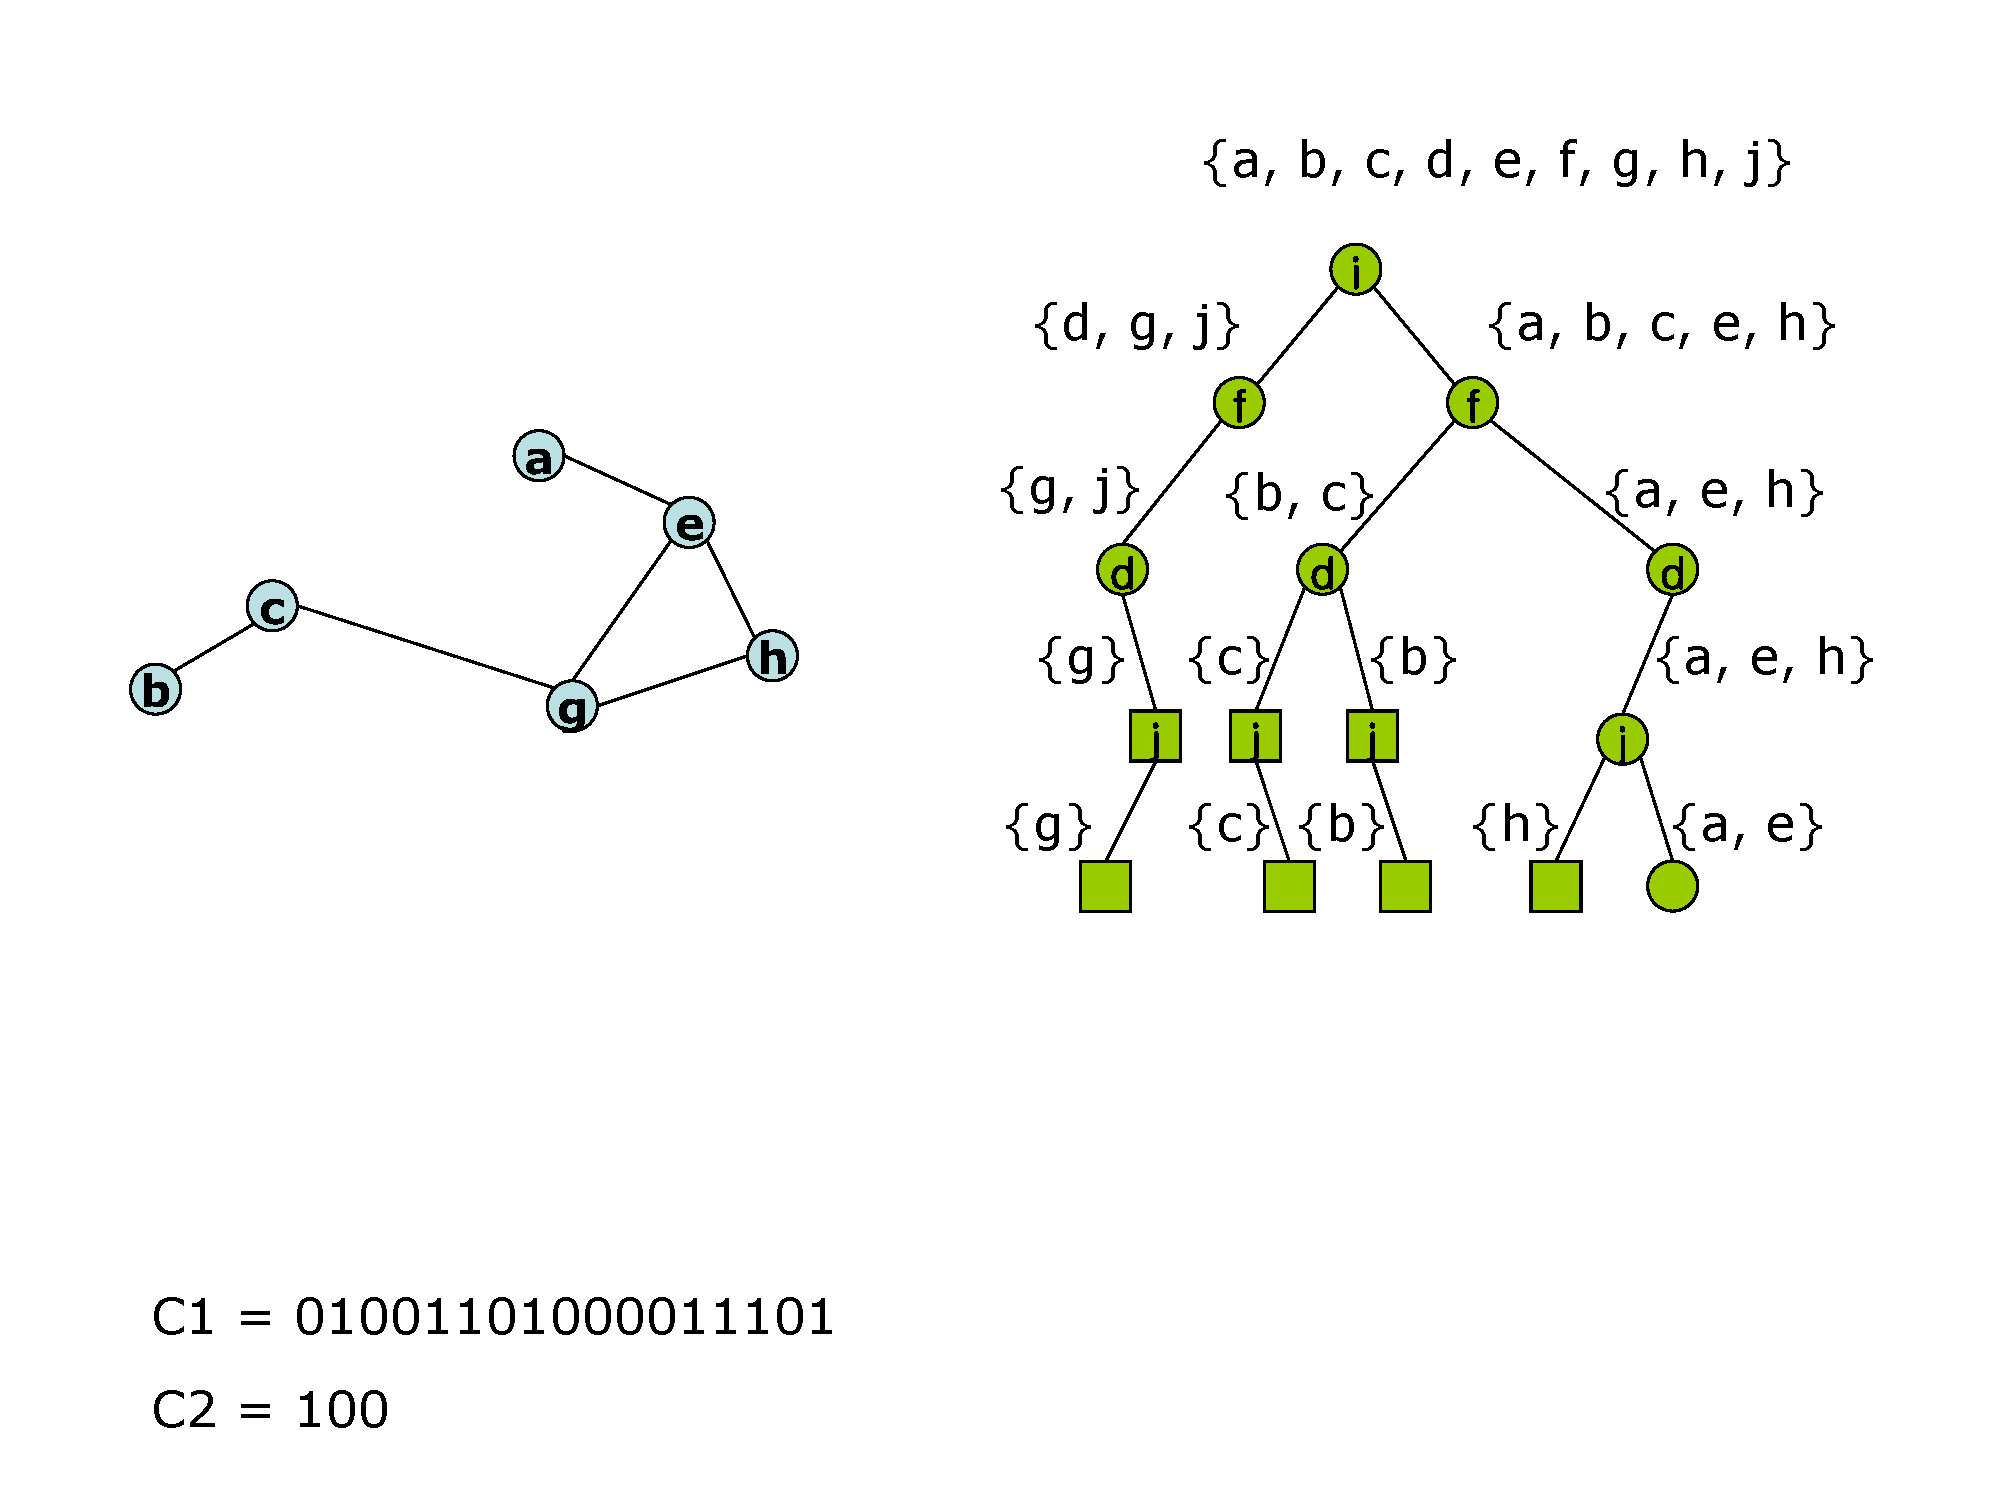 {a, b, c, d, e, f, g, h, j}
i
{d, g, j}
{a, b, c, e, h}
f
f
a
{g, j}
{b, c}
{a, e, h}
e
d
d
d
c
h
{g}
{c}
{b}
{a, e, h}
b
g
j
j
j
j
{g}
{c}
{b}
{h}
{a, e}
C1 = 01001101000011101
C2 = 100